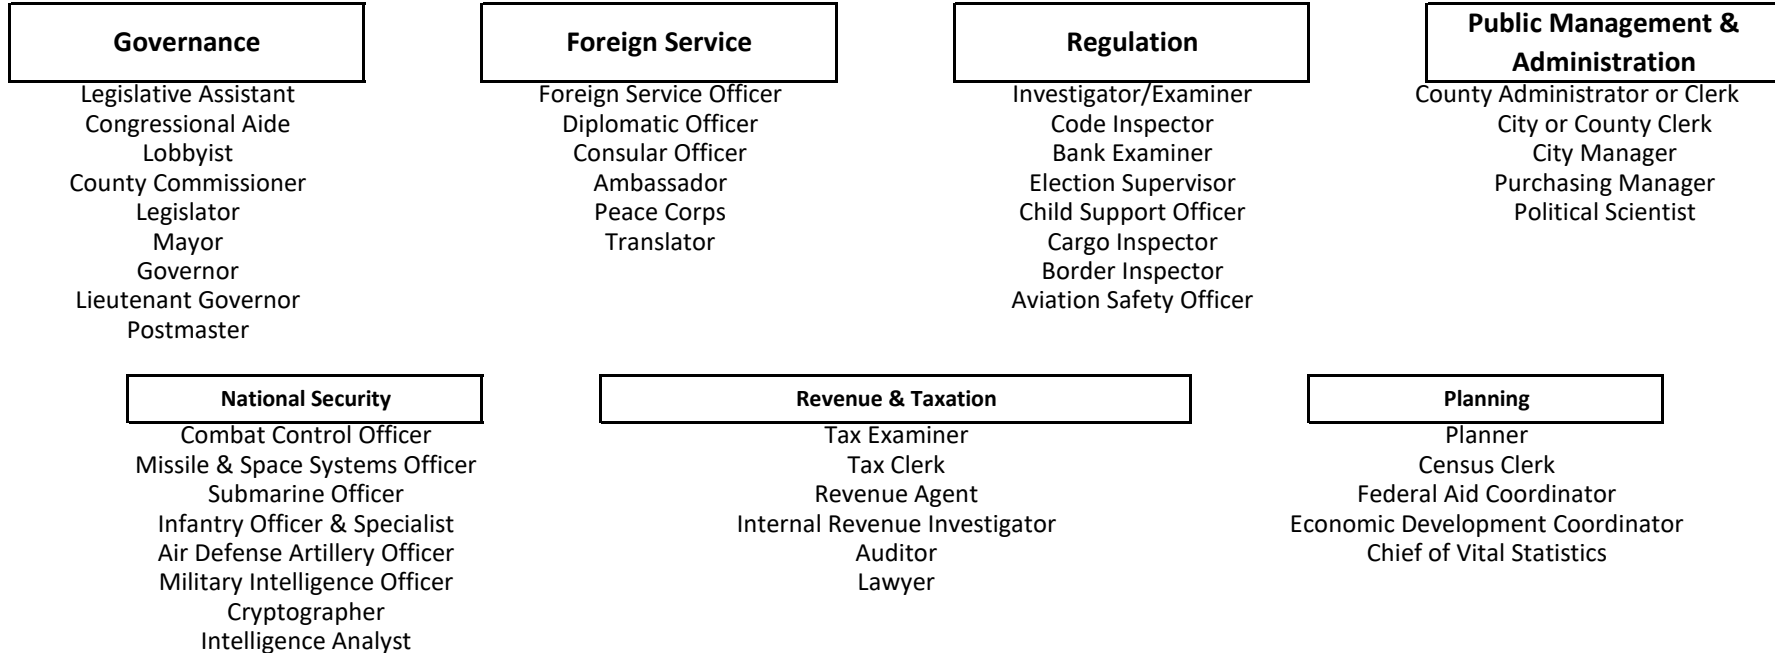 Governance
Legislative Assistant
Congressional Aide
Lobbyist
County Commissioner
Legislator
Mayor
Governor
Lieutenant Governor
Postmaster
Foreign Service
Foreign Service Officer
Diplomatic Officer
Consular Officer
Ambassador
Peace Corps
Translator
Regulation
Investigator/Examiner
Code Inspector
Bank Examiner
Election Supervisor
Child Support Officer
Cargo Inspector
Border Inspector
Aviation Safety Officer
Public Management &
Administration
County Administrator or Clerk
City or County Clerk
City Manager
Purchasing Manager
Political Scientist
National Security
Combat Control Officer
Missile & Space Systems Officer
Submarine Officer
Infantry Officer & Specialist
Air Defense Artillery Officer
Military Intelligence Officer
Cryptographer
Intelligence Analyst
Revenue & Taxation
Tax Examiner
Tax Clerk
Revenue Agent
Internal Revenue Investigator
Auditor
Lawyer
Planning
Planner
Census Clerk
Federal Aid Coordinator
Economic Development Coordinator
Chief of Vital Statistics